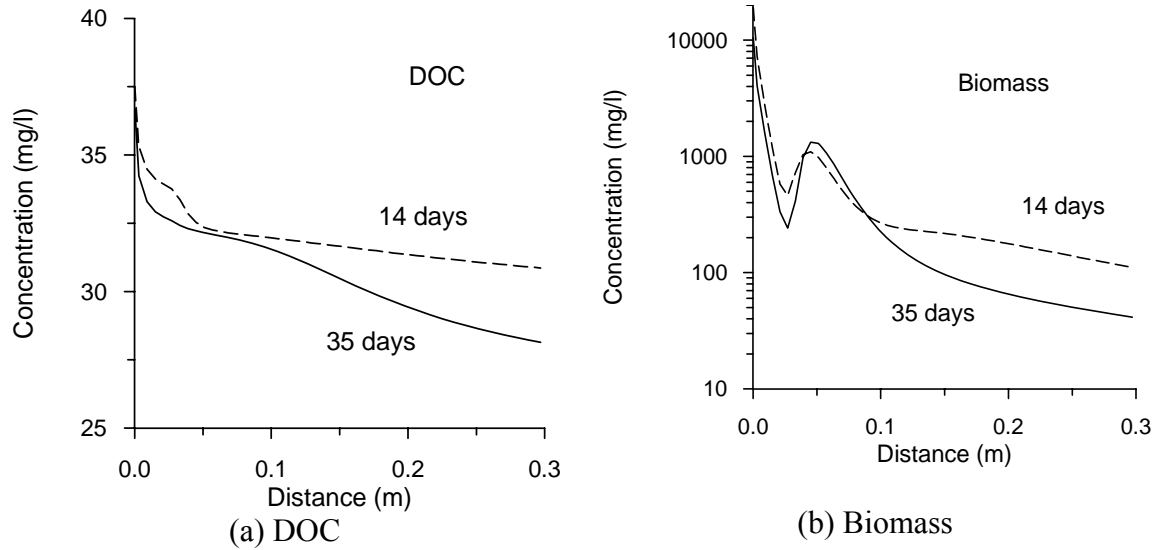 40
35
30
25
Concentration (mg/l)
DOC
14 days
35 days
0.0 0.1 0.2 0.3
Distance (m)
(a) DOC
10000
1000
100
10
Concentration (mg/l)
Biomass
14 days
35 days
0.0 0.1 0.2 0.3
Distance (m)
(b) Biomass